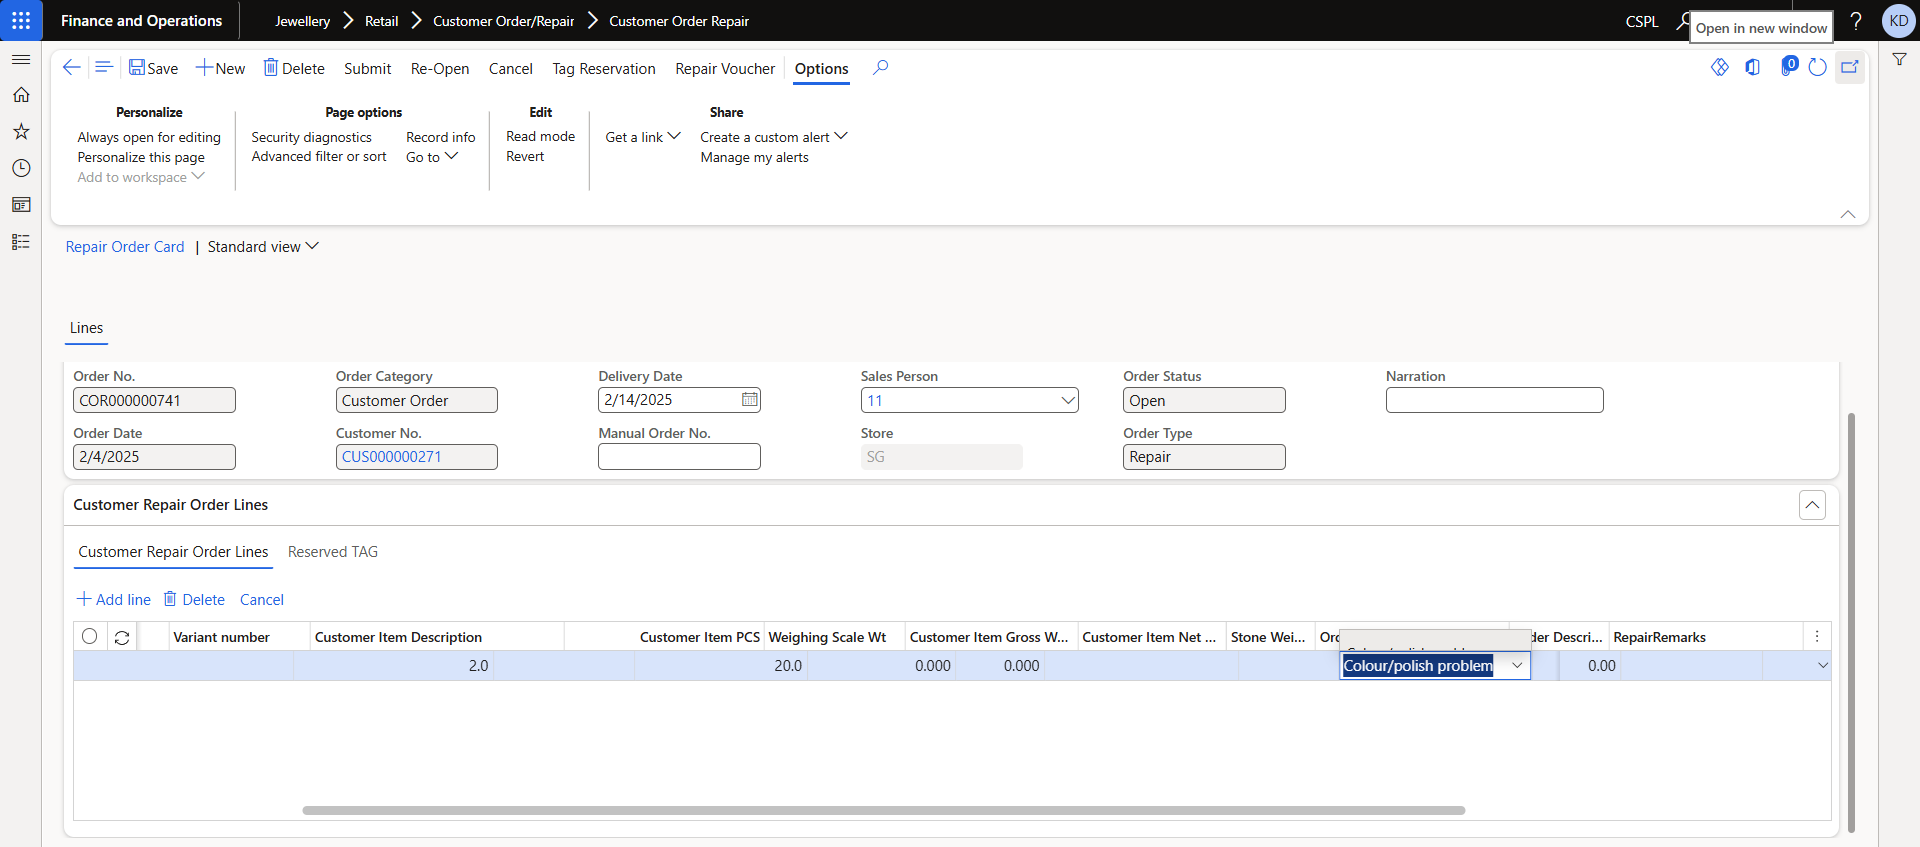 Finance and Operations
Jewellery
Retail
Customer Order/Repair
Customer Order Repair
CSPL
Open in new window
?
KD
Save
New
Delete
Submit
Re-Open
Cancel
Tag Reservation
Repair Voucher
Options
0
Personalize
Always open for editing
Personalize this page
Add to workspace
Page options
Security diagnostics
Advanced filter or sort
Record info
Go to
Edit
Read mode
Revert
Share
Get a link
Create a custom alert
Manage my alerts
Repair Order Card | Standard view
Lines
Order No.
COR000000741
Order Category
Customer Order
Delivery Date
2/14/2025
Sales Person
11
Order Status
Open
Narration
Order Date
2/4/2025
Customer No.
CUS000000271
Manual Order No.
Store
SG
Order Type
Repair
Customer Repair Order Lines
Customer Repair Order Lines
Reserved TAG
Add line
Delete
Cancel
Variant number
Customer Item Description
Customer Item PCS
Weighing Scale Wt
Customer Item Gross W...
Customer Item Net ...
Stone Wei...
der Descri...
RepairRemarks
2.0
20.0
0.000
0.000
Colour/polish problem
0.00